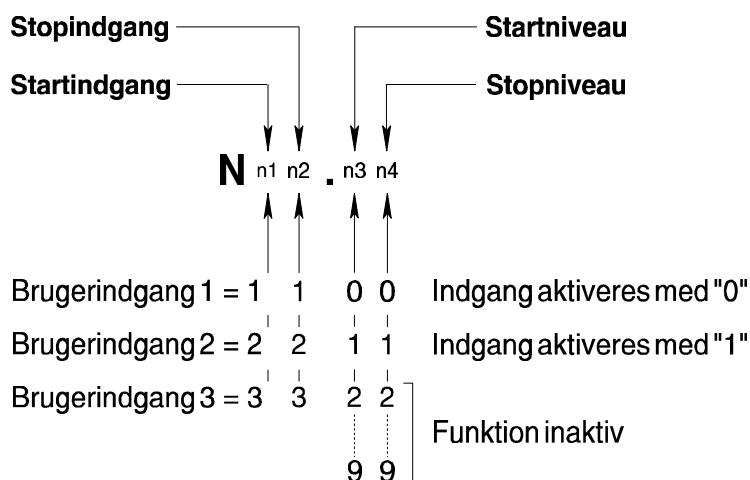 Stopindgang Startniveau
Startindgang Stopniveau
N n1 n2 . n3 n4
Brugerindgang 1 = 1 1 0 0 Indgang aktiveres med "0"
Brugerindgang 2 = 2 2 1 1 Indgang aktiveres med "1"
Brugerindgang 3 = 3 3 2 2
Funktion inaktiv
9 9